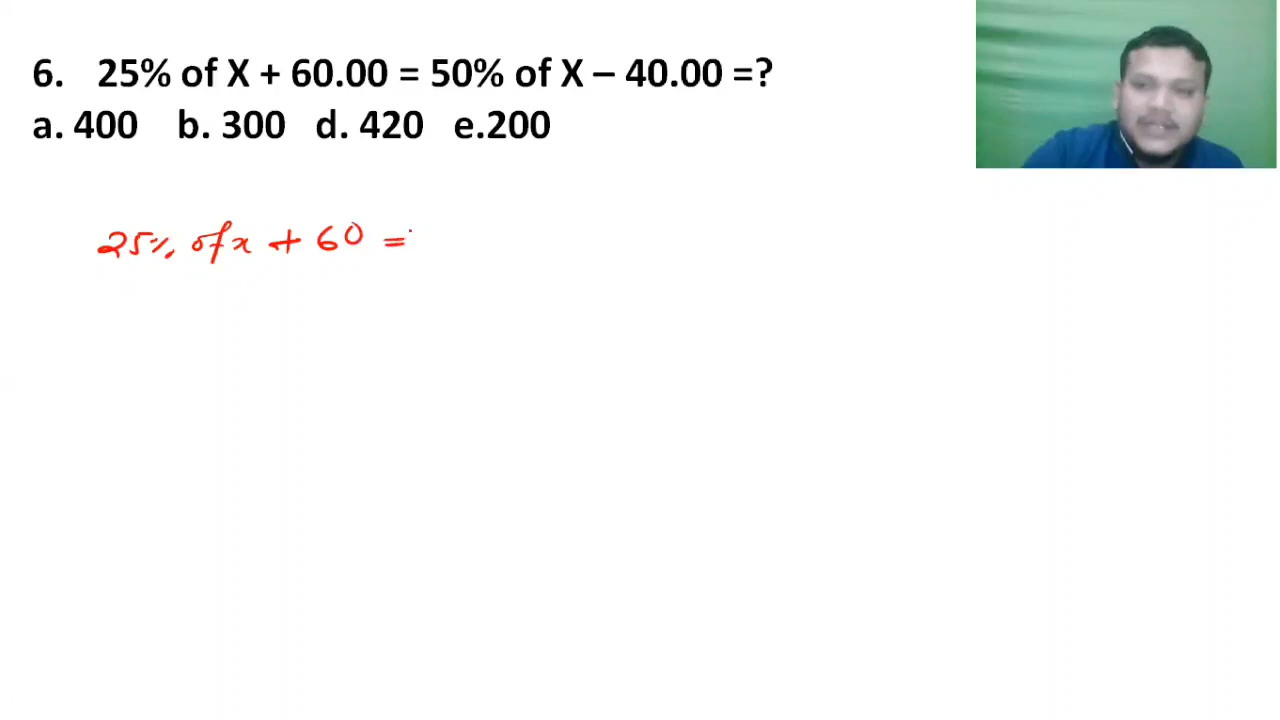 6. 25% of X + 60.00 = 50% of X – 40.00 =?
a. 400 b. 300 d. 420 e.200
25% of x + 60 =